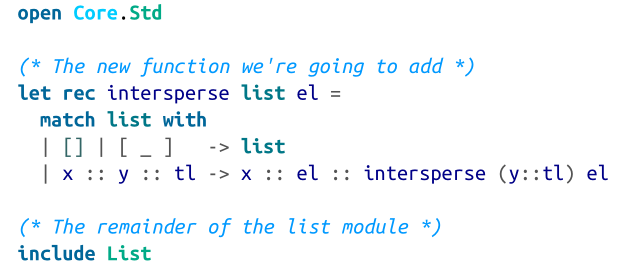 open Core.Std
(* The new function we're going to add *)
let rec intersperse list el =
  match list with
  | [] | [ _ ]   -> list
  | x :: y :: tl -> x :: el :: intersperse (y::tl) el
(* The remainder of the list module *)
include List